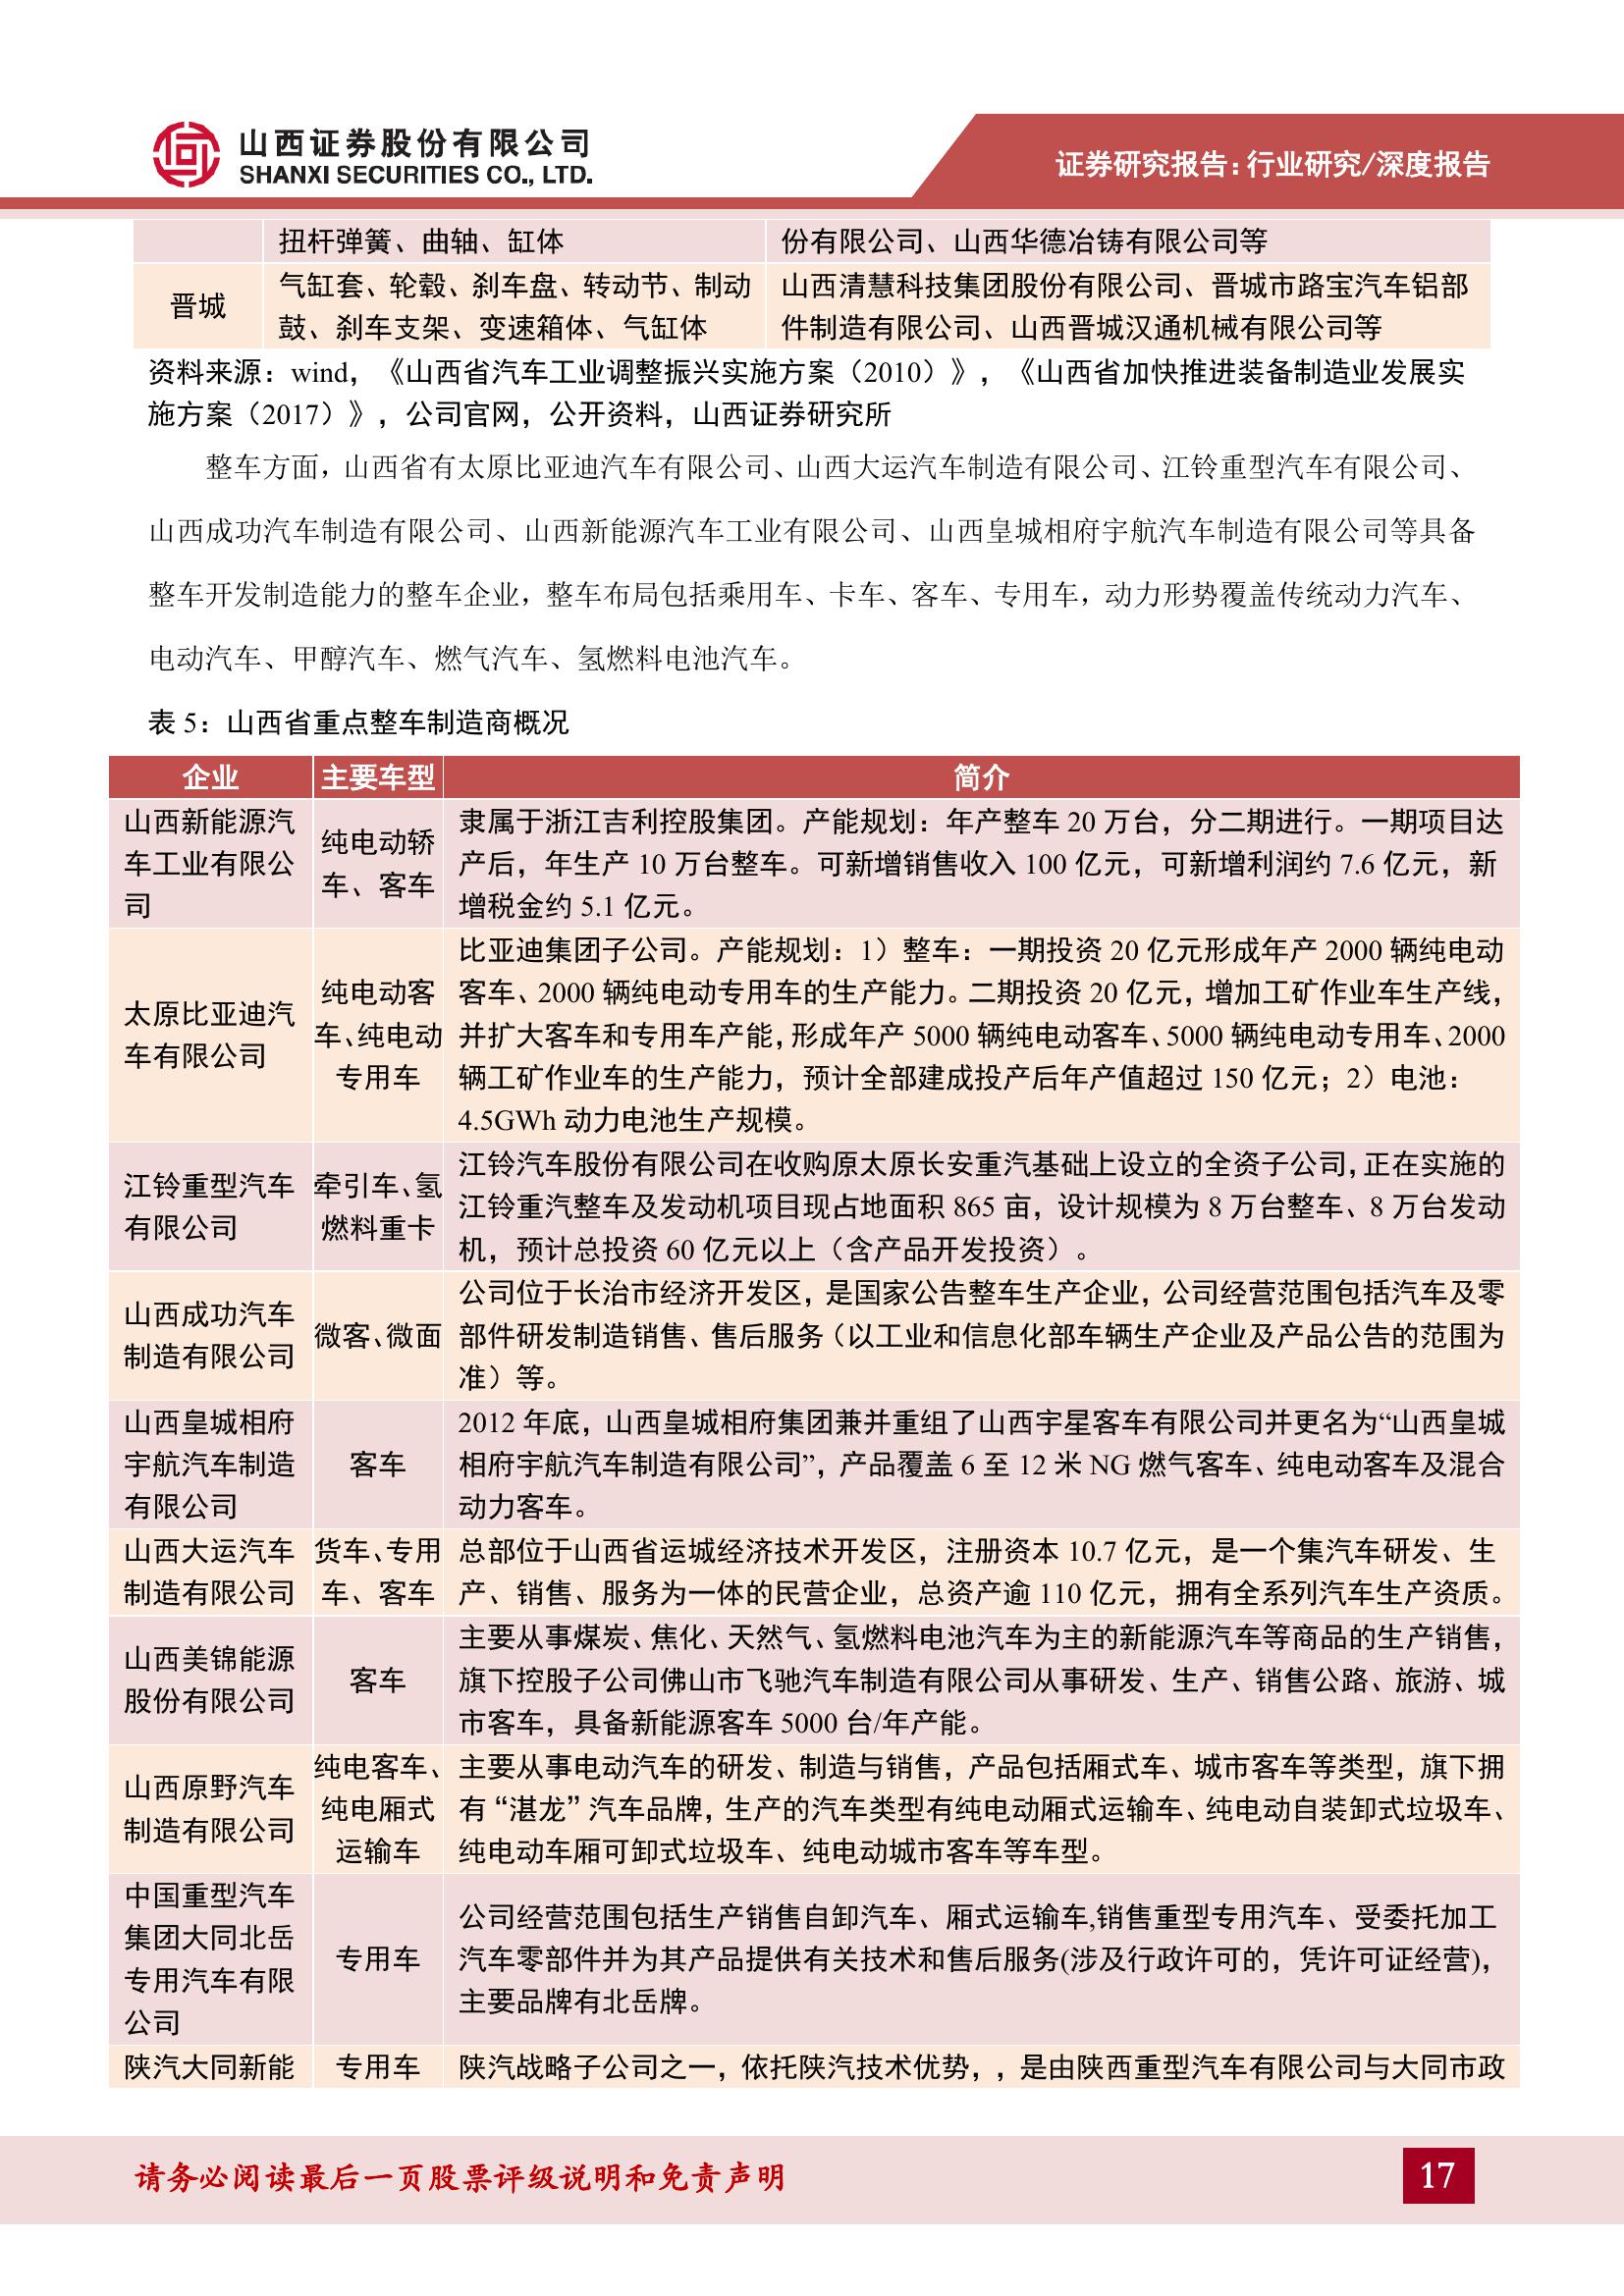 山西证券股份有限公司
SHANXI SECURITIES CO., LTD.
证券研究报告：行业研究/深度报告
扭杆弹簧、曲轴、缸体
份有限公司、山西华德冶铸有限公司等
晋城
气缸套、轮毂、刹车盘、转动节、制动
鼓、刹车支架、变速箱体、气缸体
山西清慧科技集团股份有限公司、晋城市路宝汽车铝部
件制造有限公司、山西晋城汉通机械有限公司等
资料来源：wind，《山西省汽车工业调整振兴实施方案（2010）》，《山西省加快推进装备制造业发展实
施方案（2017）》，公司官网，公开资料，山西证券研究所
整车方面，山西省有太原比亚迪汽车有限公司、山西大运汽车制造有限公司、江铃重型汽车有限公司、
山西成功汽车制造有限公司、山西新能源汽车工业有限公司、山西皇城相府宇航汽车制造有限公司等具备
整车开发制造能力的整车企业，整车布局包括乘用车、卡车、客车、专用车，动力形势覆盖传统动力汽车、
电动汽车、甲醇汽车、燃气汽车、氢燃料电池汽车。
表 5：山西省重点整车制造商概况
企业
主要车型
简介
山西新能源汽
车工业有限公
司
纯电动轿
车、客车
隶属于浙江吉利控股集团。产能规划：年产整车 20 万台，分二期进行。一期项目达
产后，年生产 10 万台整车。可新增销售收入 100 亿元，可新增利润约 7.6 亿元，新
增税金约 5.1 亿元。
太原比亚迪汽
车有限公司
纯电动客
车、纯电动
专用车
比亚迪集团子公司。产能规划：1）整车：一期投资 20 亿元形成年产 2000 辆纯电动
客车、2000 辆纯电动专用车的生产能力。二期投资 20 亿元，增加工矿作业车生产线，
并扩大客车和专用车产能，形成年产 5000 辆纯电动客车、5000 辆纯电动专用车、2000
辆工矿作业车的生产能力，预计全部建成投产后年产值超过 150 亿元；2）电池：
4.5GWh 动力电池生产规模。
江铃重型汽车
有限公司
牵引车、氢
燃料重卡
江铃汽车股份有限公司在收购原太原长安重汽基础上设立的全资子公司，正在实施的
江铃重汽整车及发动机项目现占地面积 865 亩，设计规模为 8 万台整车、8 万台发动
机，预计总投资 60 亿元以上（含产品开发投资）。
山西成功汽车
制造有限公司
微客、微面
公司位于长治市经济开发区，是国家公告整车生产企业，公司经营范围包括汽车及零
部件研发制造销售、售后服务（以工业和信息化部车辆生产企业及产品公告的范围为
准）等。
山西皇城相府
宇航汽车制造
有限公司
客车
2012 年底，山西皇城相府集团兼并重组了山西宇星客车有限公司并更名为“山西皇城
相府宇航汽车制造有限公司”，产品覆盖 6 至 12 米 NG 燃气客车、纯电动客车及混合
动力客车。
山西大运汽车
制造有限公司
货车、专用
车、客车
总部位于山西省运城经济技术开发区，注册资本 10.7 亿元，是一个集汽车研发、生
产、销售、服务为一体的民营企业，总资产逾 110 亿元，拥有全系列汽车生产资质。
山西美锦能源
股份有限公司
客车
主要从事煤炭、焦化、天然气、氢燃料电池汽车为主的新能源汽车等商品的生产销售，
旗下控股子公司佛山市飞驰汽车制造有限公司从事研发、生产、销售公路、旅游、城
市客车，具备新能源客车 5000 台/年产能。
山西原野汽车
制造有限公司
纯电客车、
纯电厢式
运输车
主要从事电动汽车的研发、制造与销售，产品包括厢式车、城市客车等类型，旗下拥
有“湛龙”汽车品牌，生产的汽车类型有纯电动厢式运输车、纯电动自装卸式垃圾车、
纯电动车厢可卸式垃圾车、纯电动城市客车等车型。
中国重型汽车
集团大同北岳
专用汽车有限
公司
专用车
公司经营范围包括生产销售自卸汽车、厢式运输车,销售重型专用汽车、受委托加工
汽车零部件并为其产品提供有关技术和售后服务(涉及行政许可的，凭许可证经营)，
主要品牌有北岳牌。
陕汽大同新能
专用车
陕汽战略子公司之一，依托陕汽技术优势，，是由陕西重型汽车有限公司与大同市政
请务必阅读最后一页股票评级说明和免责声明
17